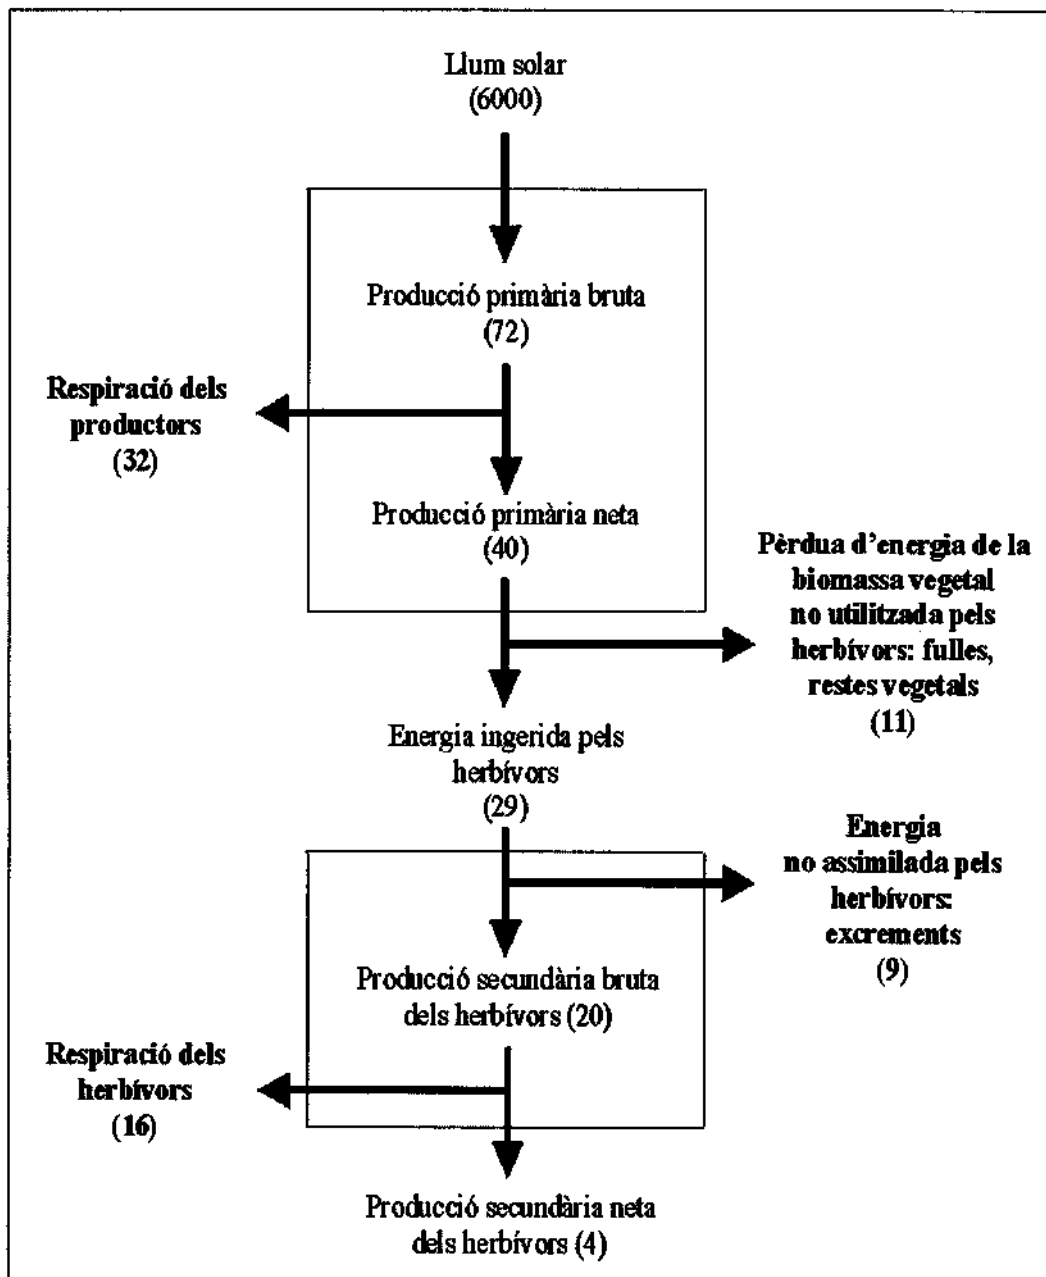 Llum solar
(6000)
Producció primària bruta
(72)
Respiració dels
productors
(32)
Producció primària neta
(40)
Pèrdua d’energia de la
biomassa vegetal
no utilitzada pels
herbívors: fulles,
restes vegetals
(11)
Energia ingerida pels
herbívors
(29)
Energia
no assimilada pels
herbívors:
excrements
(9)
Producció secundària bruta
dels herbívors (20)
Respiració dels
herbívors
(16)
Producció secundària neta
dels herbívors (4)